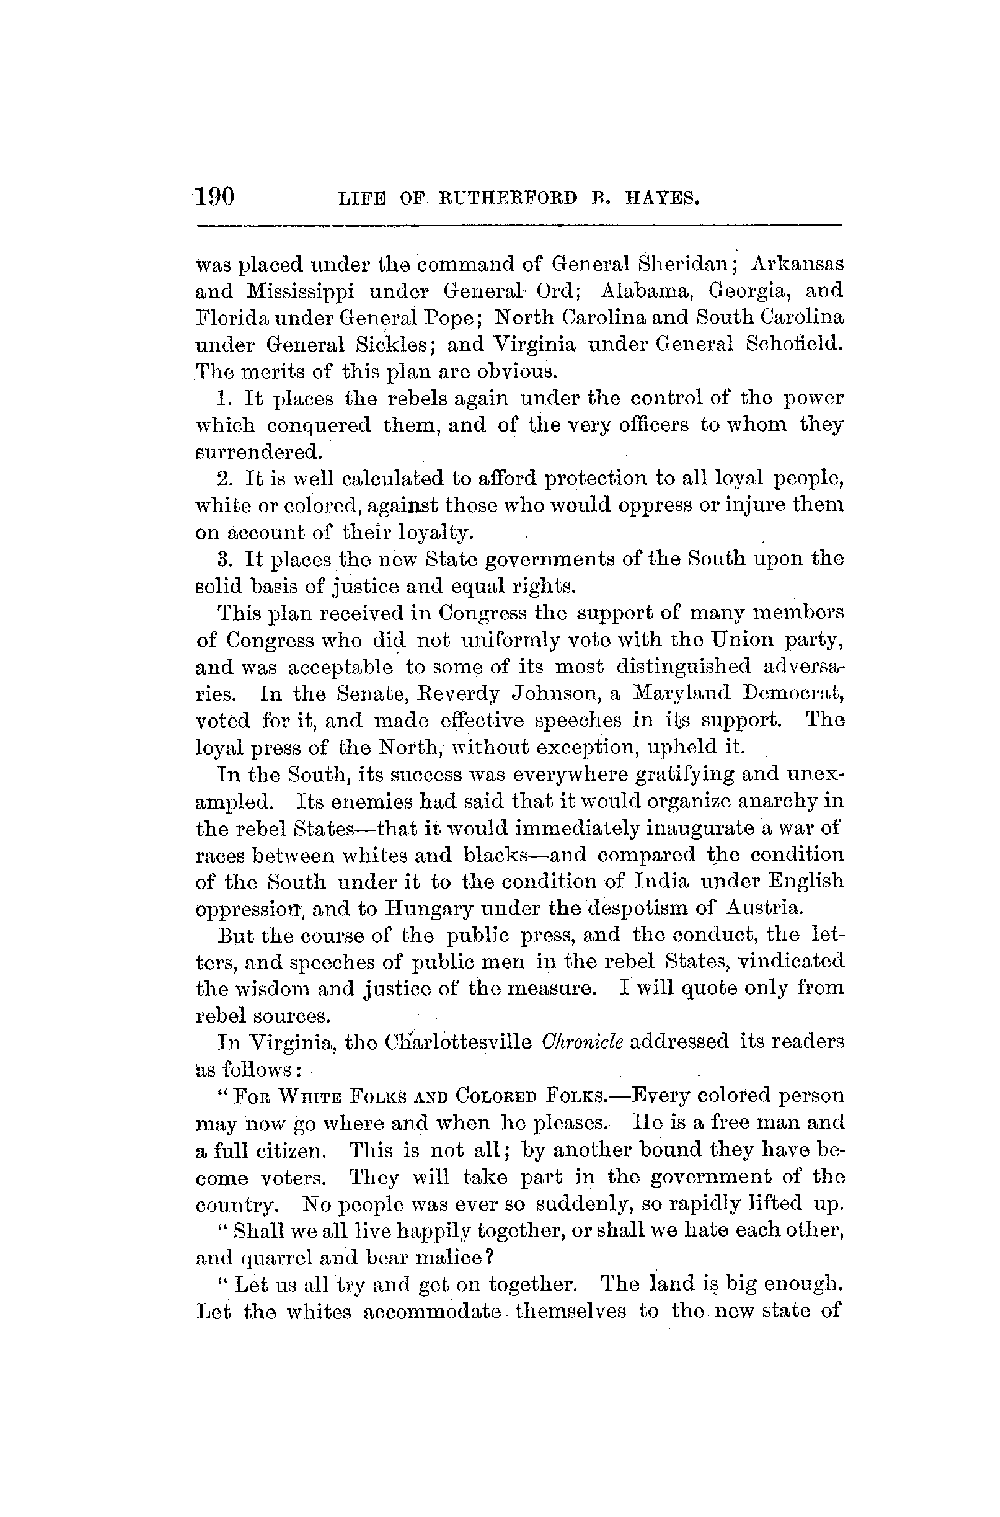 190 LIFE OF RUTHERFORD B. HAYES.
was placed under the command of General Sheridan; Arkansas
and Mississippi under General Ord; Alabama, Georgia, and
Florida under General Pope; North Carolina and South Carolina
under General Sickles; and Virginia under General Schofield.
The merits of this plan are obvious.
1. It places the rebels again under the control of the power
which conquered them, and of the very officers to whom they
surrendered.
2. It is well calculated to afford protection to all loyal people,
white or colored, against those who would oppress or injure them
on account of their loyalty.
3. It places the new State governments of the South upon the
solid basis of justice and equal rights.
This plan received in Congress the support of many members
of Congress who did not uniformly vote with the Union party,
and was acceptable to some of its most distinguished adversa-
ries. In the Senate, Reverdy Johnson, a Maryland Democrat,
voted for it, and made effective speeches in its support. The
loyal press of the North, without exception, upheld it.
In the South, its success was everywhere gratifying and unex-
ampled. Its enemies had said that it would organize anarchy in
the rebel States—that it would immediately inaugurate a war of
races between whites and blacks—and compared the condition
of the South under it to the condition of India under English
oppression, and to Hungary under the despotism of Austria.
But the course of the public press, and the conduct, the let-
ters, and speeches of public men in the rebel States, vindicated
the wisdom and justice of the measure. I will quote only from
rebel sources.
In Virginia, the Charlottesville Chronicle addressed its readers
as follows:
"FOR WHITE FOLKS AND COLORED FOLKS.—Every colored person
may now go where and when he pleases. He is a free man and
a full citizen. This is not all; by another bound they have be-
come voters. They will take part in the government of the
country. No people was ever so suddenly, so rapidly lifted up.
"Shall we all live happily together, or shall we hate each other,
and quarrel and bear malice?
"Let us all try and get on together. The land is big enough.
Let the whites accommodate themselves to the new state of